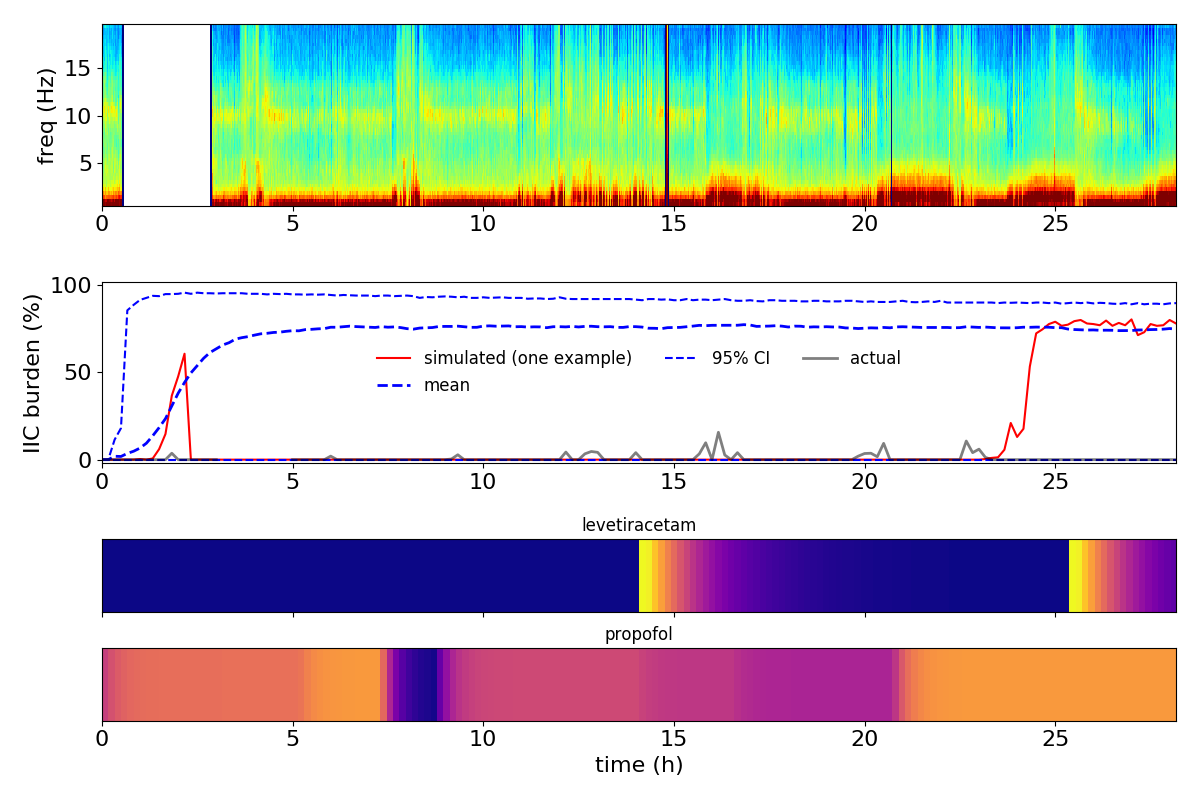 15
10
5
freq (Hz)
0 5 10 15 20 25
100
50
0
IIC burden (%)
simulated (one example) 95% CI actual
mean
0 5 10 15 20 25
levetiracetam
propofol
0 5 10 15 20 25
time (h)